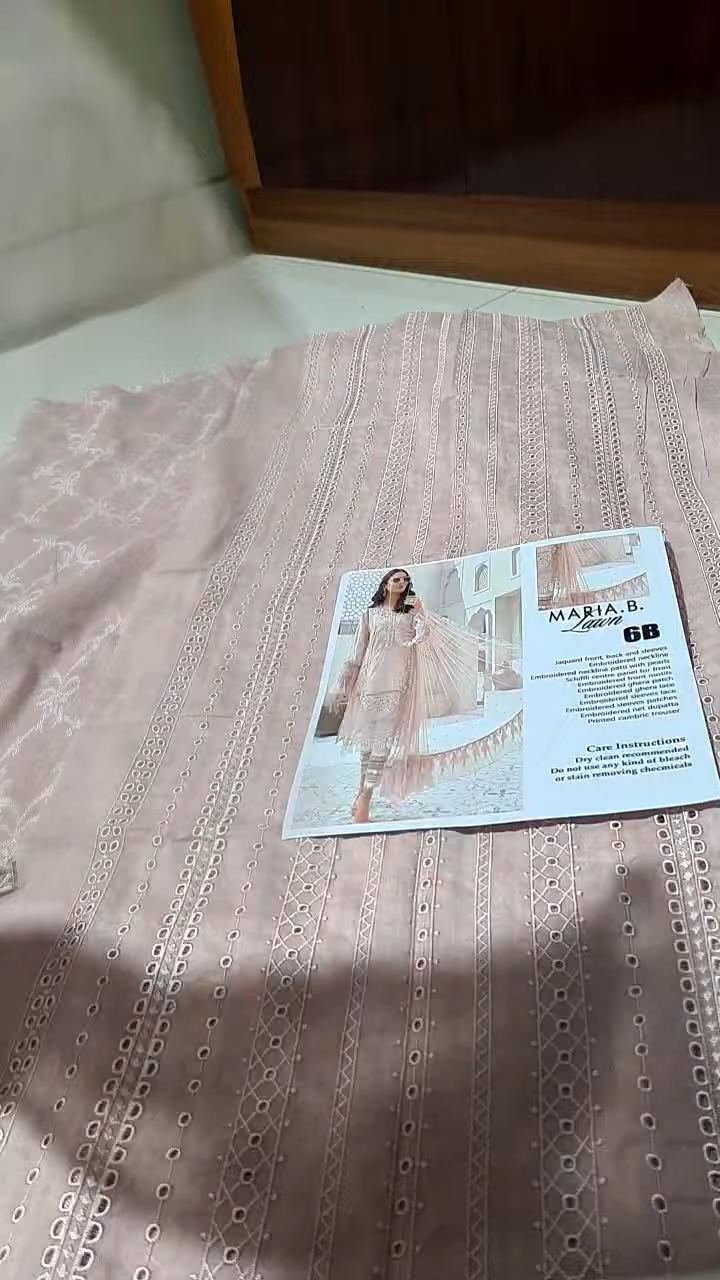 MARIA.B.
Lawn
6B
Jaquard front, back and sleeves
Embroidered neckline
Embroidered neckline patti with pearls
Schiffli centre panel for front
Embroidered front motifs
Embroidered ghera patch
Embroidered ghera lace
Embroidered sleeves lace
Embroidered sleeves patches
Embroidered net dupatta
Printed cambric trouser
Care Instructions
Dry clean recommended
Do not use any kind of bleach
or stain removing checmicals